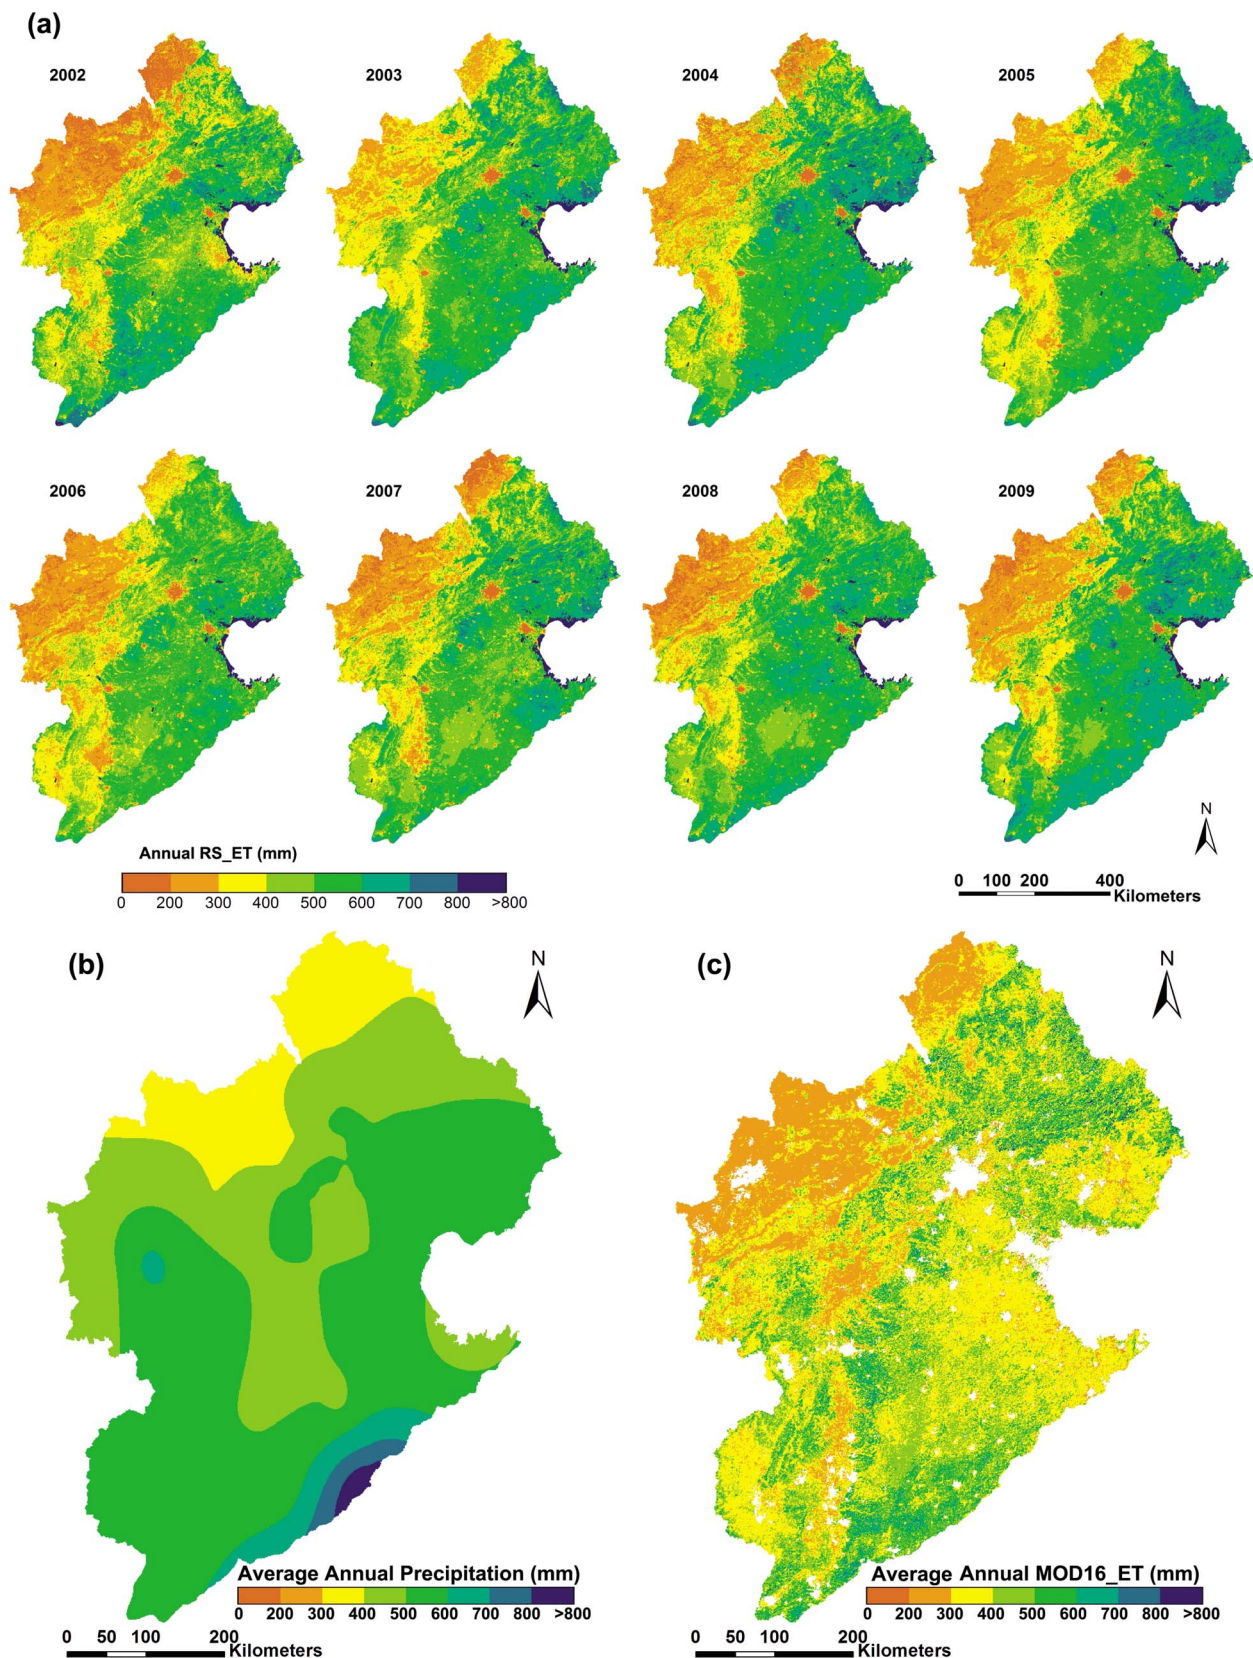 (a)
2002
2003
2004
2005
2006
2007
2008
2009
Annual RS_ET (mm)
0 200 300 400 500 600 700 800 >800
N
0 100 200 400
Kilometers
(b)
N
Average Annual Precipitation (mm)
0 200 300 400 500 600 700 800 >800
0 50 100 200
Kilometers
(c)
N
Average Annual MOD16_ET (mm)
0 200 300 400 500 600 700 800 >800
0 50 100 200
Kilometers